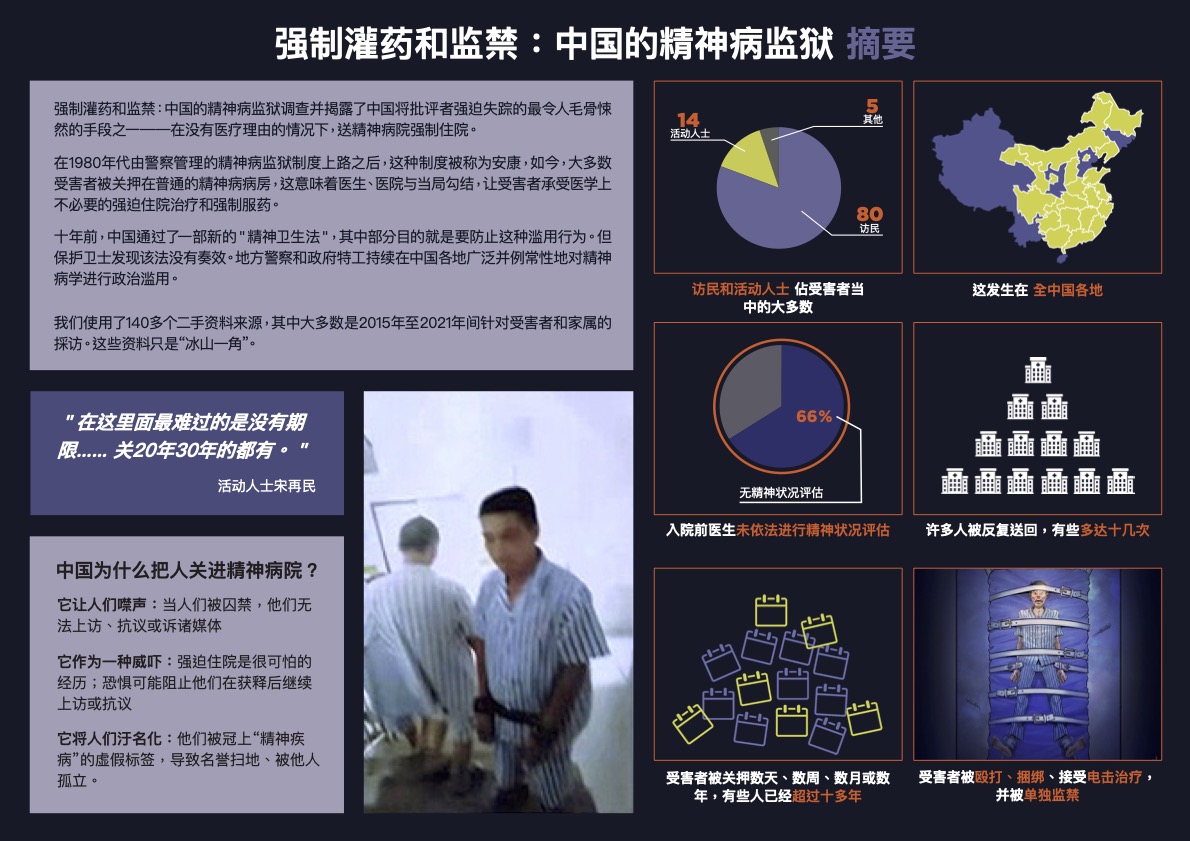 强制灌药和监禁：中国的精神病监狱 摘要
强制灌药和监禁：中国的精神病监狱调查并揭露了中国将批评者强迫失踪的最令人毛骨悚
然的手段之一———在没有医疗理由的情况下，送精神病院强制住院。
在1980年代由警察管理的精神病监狱制度上路之后，这种制度被称为安康，如今，大多数
受害者被关押在普通的精神病病房，这意味着医生、医院与当局勾结，让受害者承受医学上
不必要的强迫住院治疗和强制服药。
十年前，中国通过了一部新的"精神卫生法"，其中部分目的就是要防止这种滥用行为。但
保护卫士发现该法没有奏效。地方警察和政府特工持续在中国各地广泛并例常性地对精神
病学进行政治滥用。
我们使用了140多个二手资料来源，其中大多数是2015年至2021年间针对受害者和家属的
採访。这些资料只是“冰山一角”。
"在这里面最难过的是没有期
限...... 关20年30年的都有。"
活动人士宋再民
中国为什么把人关进精神病院？
它让人们噤声：当人们被囚禁，他们无
法上访、抗议或诉诸媒体
它作为一种威吓：强迫住院是很可怕的
经历；恐惧可能阻止他们在获释后继续
上访或抗议
它将人们汙名化：他们被冠上“精神疾
病”的虚假标签，导致名誉扫地、被他人
孤立。
14
活动人士
5
其他
80
访民
访民和活动人士 佔受害者当
中的大多数
这发生在 全中国各地
66%
无精神状况评估
入院前医生未依法进行精神状况评估
许多人被反复送回，有些多达十几次
受害者被关押数天、数周、数月或数
年，有些人已经超过十多年
受害者被殴打、捆绑、接受电击治疗，
并被单独监禁